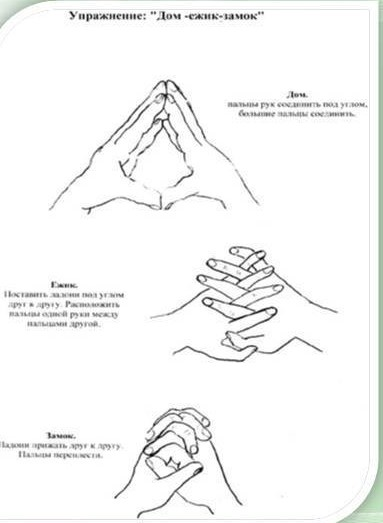 Упражнение: "Дом -ежик-замок"
Дом.
пальцы рук соединить под углом,
большие пальцы соединить.
Ежик.
Поставить ладони под углом
друг к другу. Расположить
пальцы одной руки между
пальцами другой.
Замок.
Ладони прижать друг к другу.
Пальцы переплести.